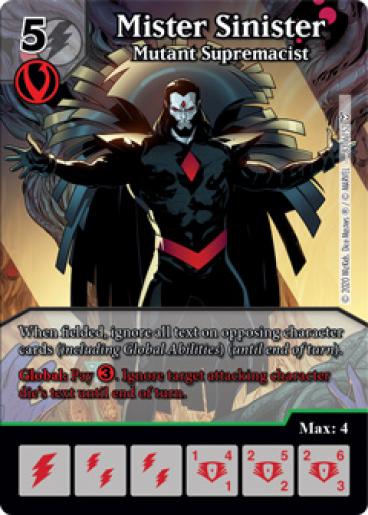 5
Mister Sinister
Mutant Supremacist
When fielded, ignore all text on opposing character
cards (including Global Abilities) (until end of turn).
Global: Pay 3. Ignore target attacking character
die's text until end of turn.
Max: 4
1 4
1
2 5
2
2 6
3